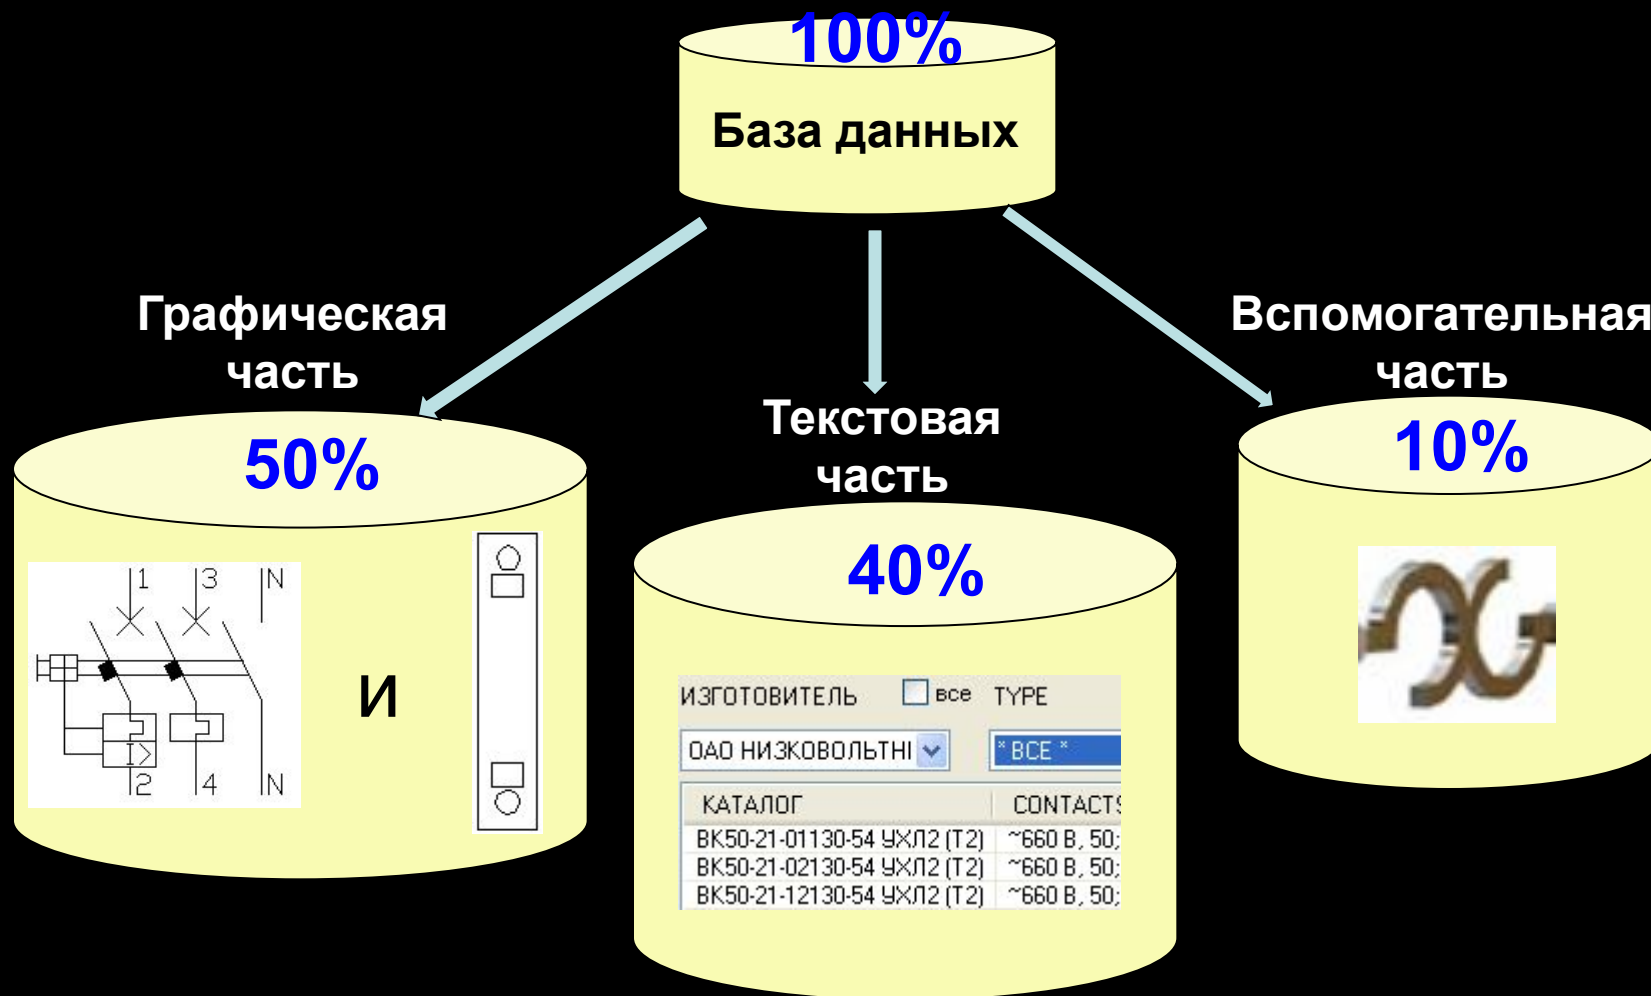 100%
База данных
Графическая
часть
50%
1 3 N
I>
2 4 N
и
Текстовая
часть
40%
ИЗГОТОВИТЕЛЬ все TYPE
ОАО НИЗКОВОЛЬТНІ * ВСЕ *
КАТАЛОГ CONTACTS
ВК50-21-01130-54 УХЛ2 (Т2) ~660 В, 50;
ВК50-21-02130-54 УХЛ2 (Т2) ~660 В, 50;
ВК50-21-12130-54 УХЛ2 (Т2) ~660 В, 50;
Вспомогательная
часть
10%